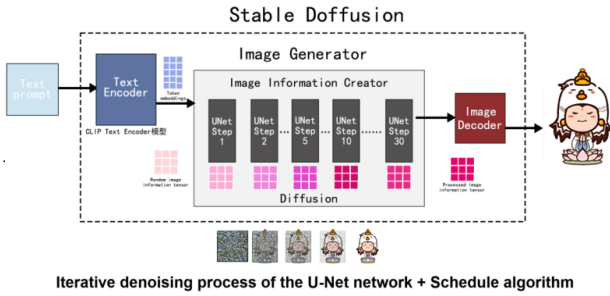 Stable Doffusion
Image Generator
Text
prompt
Text
Encoder
CLIP Text Encoder模型
Token
embeddings
Image Information Creator
UNet
Step
1
UNet
Step
2
...
UNet
Step
5
...
UNet
Step
10
......
UNet
Step
30
Random image
information tensor
Diffusion
Image
Decoder
Processed image
information tensor
Iterative denoising process of the U-Net network + Schedule algorithm